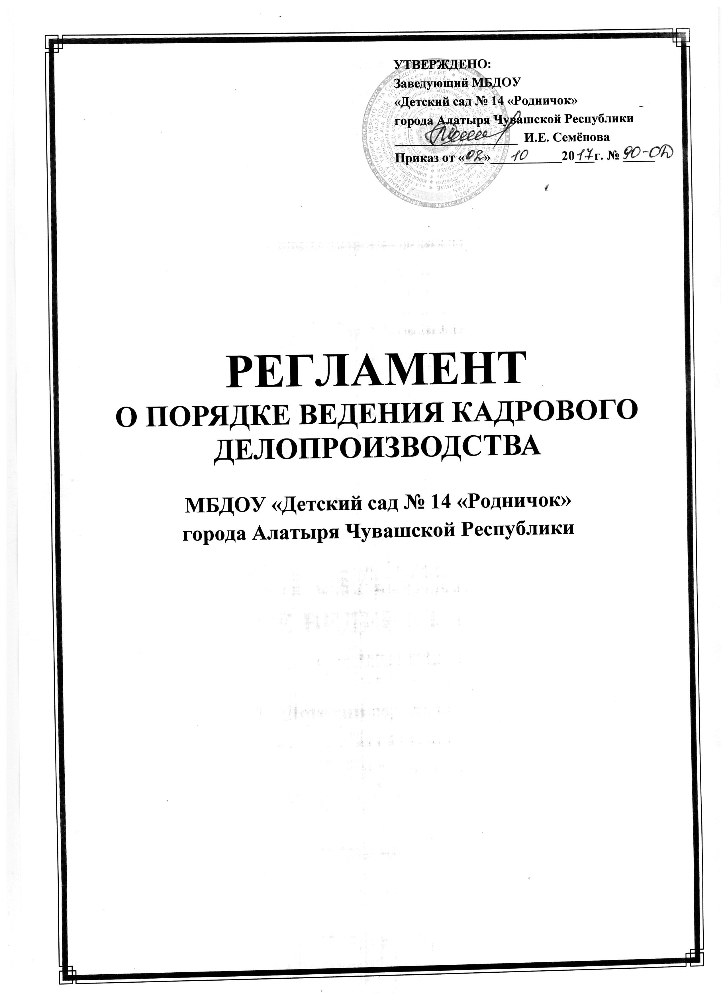 УТВЕРЖДЕНО:
Заведующий МБДОУ
«Детский сад № 14 «Родничок»
города Алатыря Чувашской Республики
И.Е. Семёнова
Приказ от «02» 10 2017г. № 90-ОД
РЕГЛАМЕНТ
О ПОРЯДКЕ ВЕДЕНИЯ КАДРОВОГО
ДЕЛОПРОИЗВОДСТВА
МБДОУ «Детский сад № 14 «Родничок»
города Алатыря Чувашской Республики